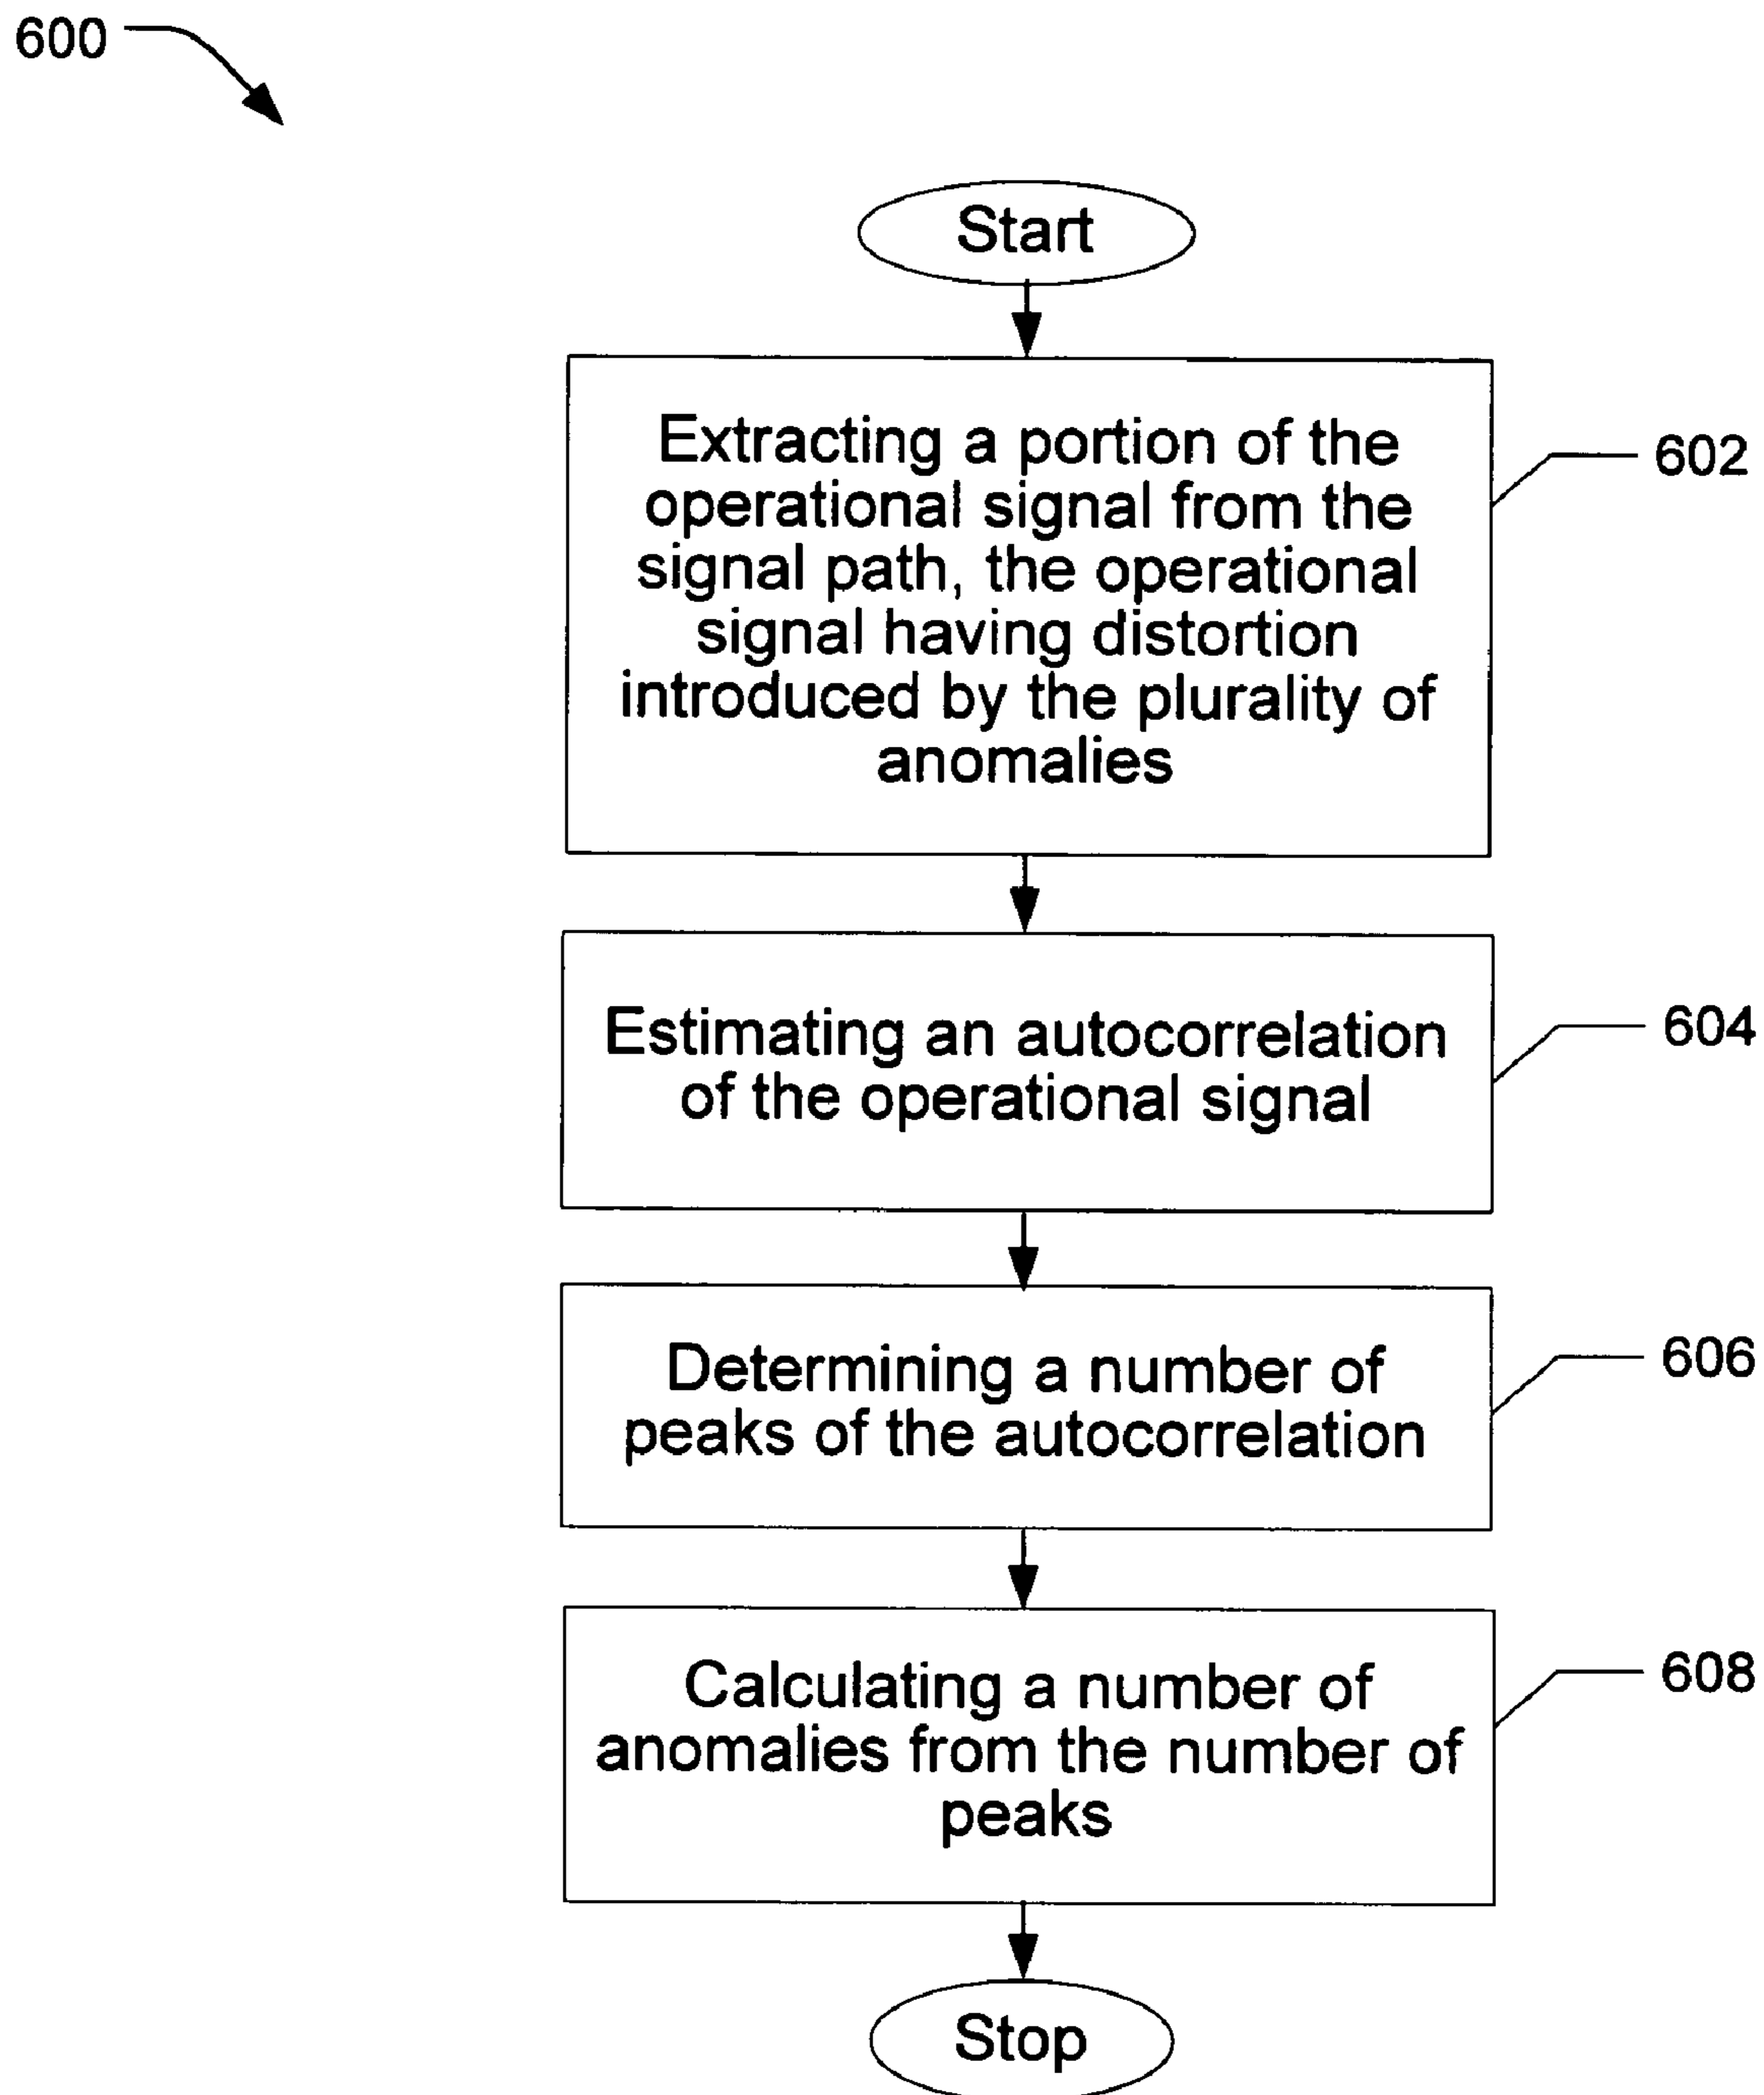 600
Start
Extracting a portion of the
operational signal from the
signal path, the operational
signal having distortion
introduced by the plurality of
anomalies
602
Estimating an autocorrelation
of the operational signal
604
Determining a number of
peaks of the autocorrelation
606
Calculating a number of
anomalies from the number of
peaks
608
Stop